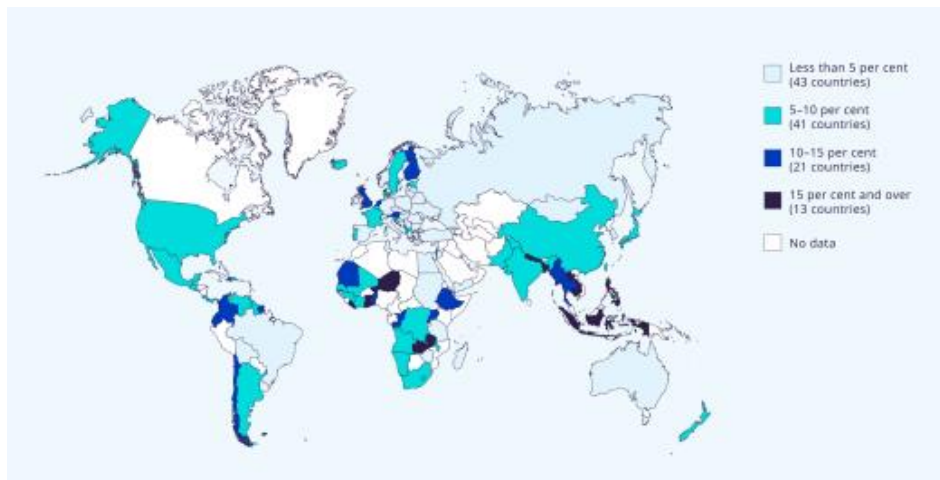 Less than 5 per cent
(43 countries)
5–10 per cent
(41 countries)
10–15 per cent
(21 countries)
15 per cent and over
(13 countries)
No data